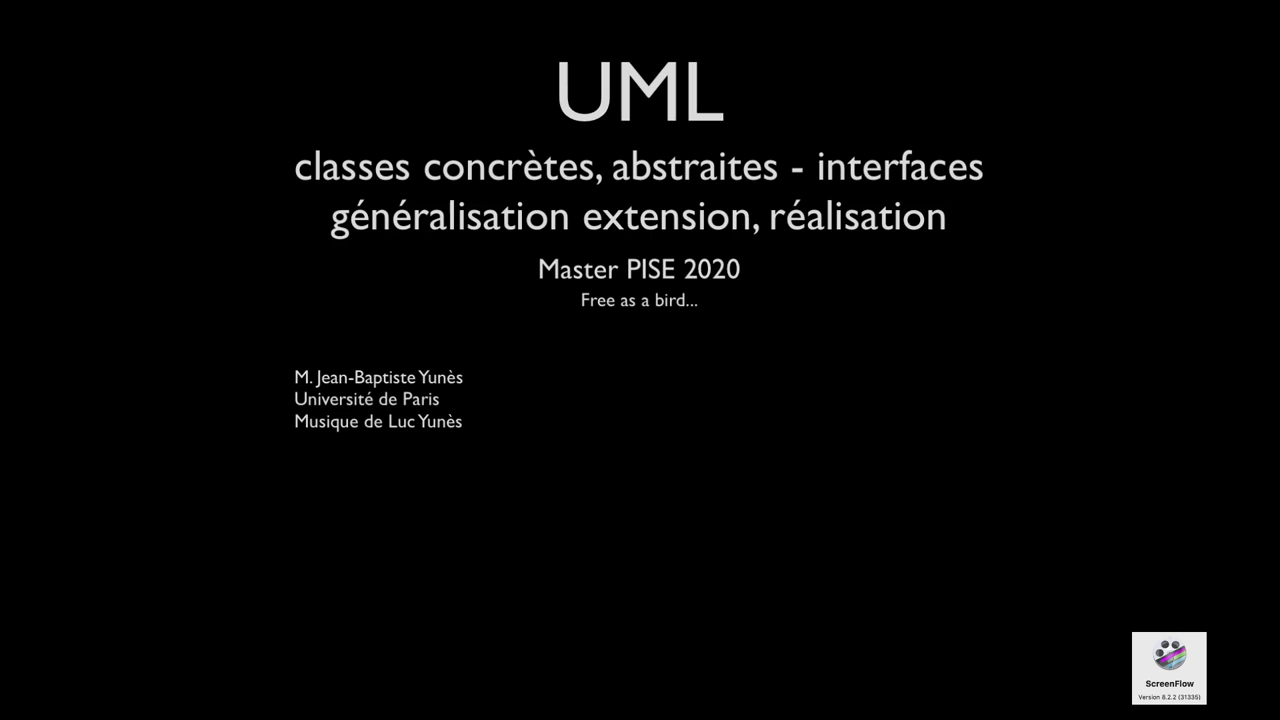 UML
classes concrètes, abstraites - interfaces
généralisation extension, réalisation
Master PISE 2020
Free as a bird...
M. Jean-Baptiste Yunès
Université de Paris
Musique de Luc Yunès
ScreenFlow
Version 8.2.2 (31335)